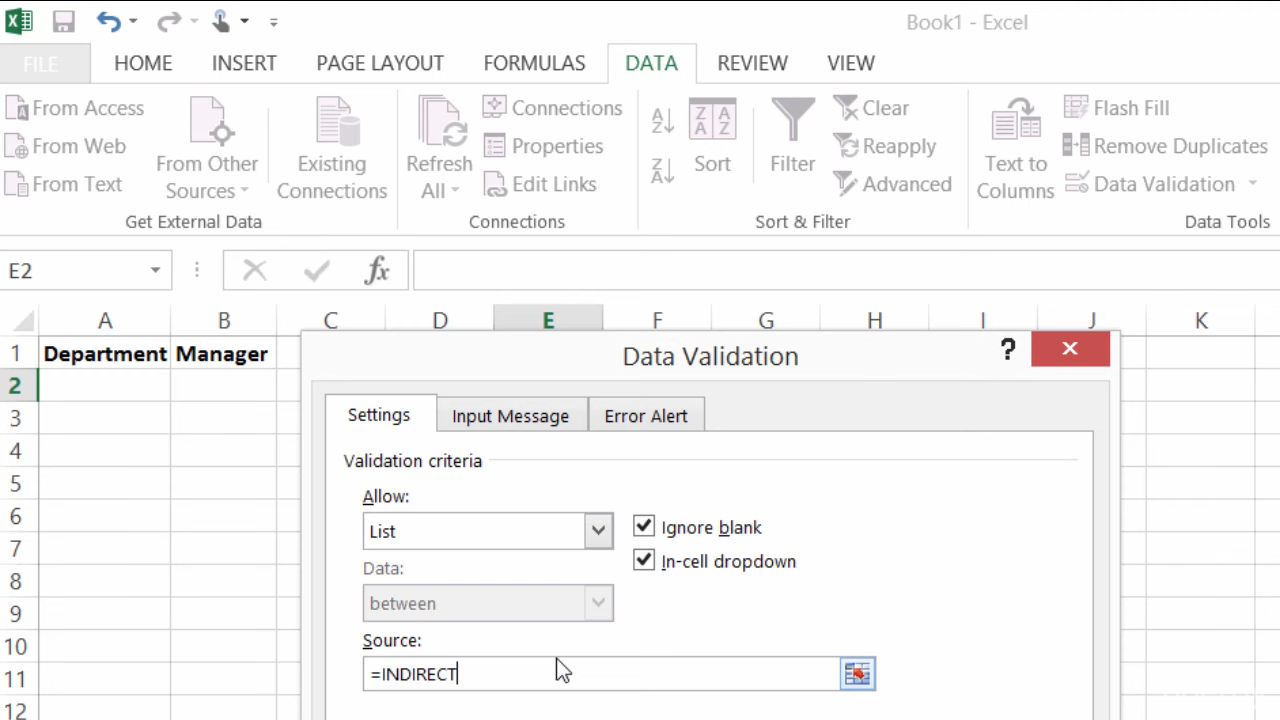 Book1 - Excel
FILE HOME INSERT PAGE LAYOUT FORMULAS DATA REVIEW VIEW
From Access
From Web
From Text
From Other
Sources
Existing
Connections
Get External Data
Refresh
All
Connections
Properties
Edit Links
Connections
A
Z
Z
A
Z A
A Z
Sort
Filter
Clear
Reapply
Advanced
Sort & Filter
Text to
Columns
Flash Fill
Remove Duplicates
Data Validation
Data Tools
E2 fx
A B C D E F G H I J K
1 Department Manager
2
3
4
5
6
7
8
9
10
11
12
Data Validation ?
Settings Input Message Error Alert
Validation criteria
Allow:
List
Ignore blank
In-cell dropdown
Data:
between
Source:
=INDIRECT